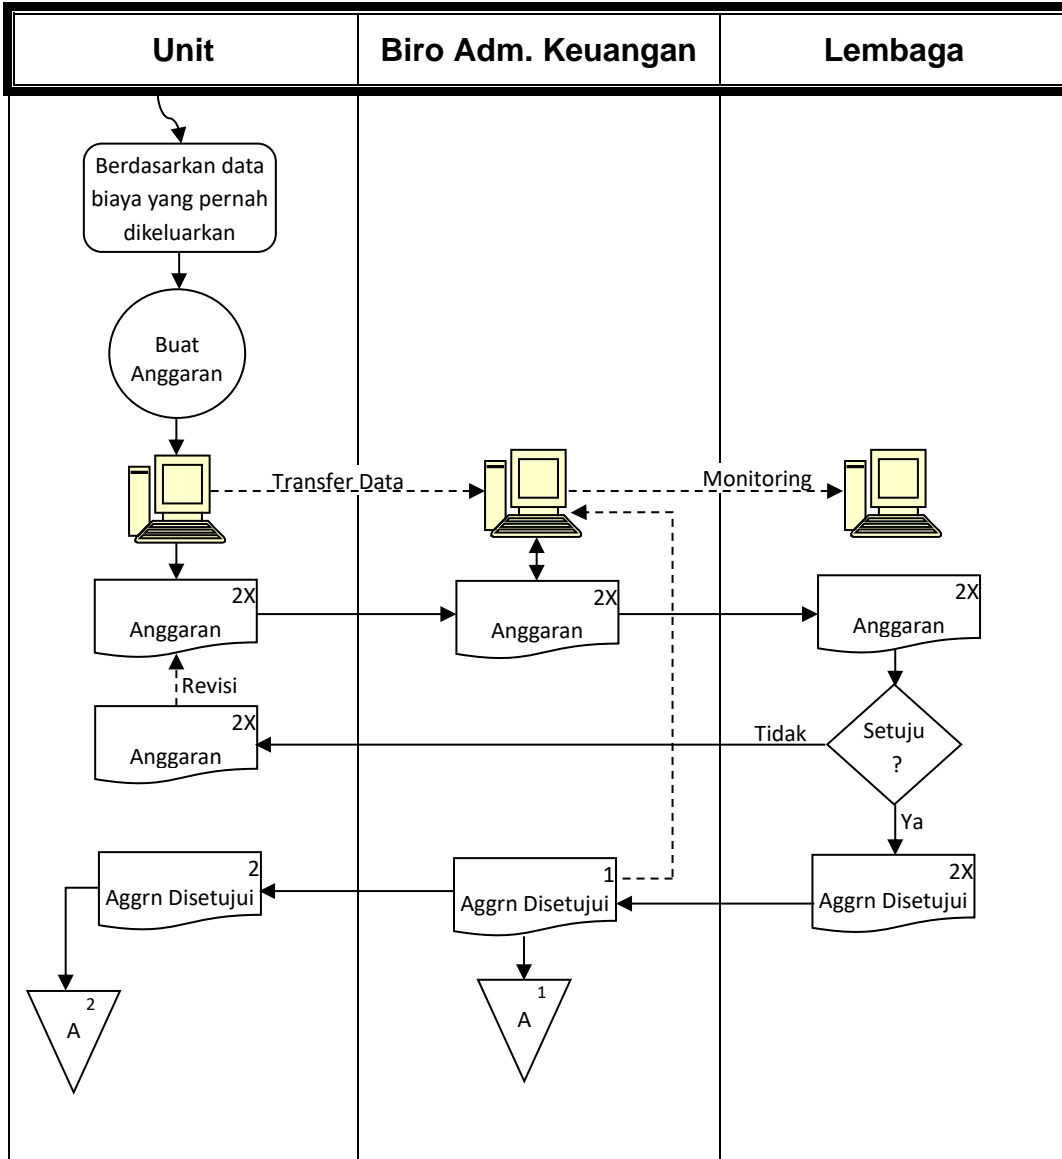 Unit
Biro Adm. Keuangan
Lembaga
Berdasarkan data
biaya yang pernah
dikeluarkan
Buat
Anggaran
Transfer Data
Monitoring
2X
Anggaran
2X
Anggaran
2X
Anggaran
Revisi
2X
Anggaran
Tidak
Setuju
?
Ya
2
Aggrn Disetujui
1
Aggrn Disetujui
2X
Aggrn Disetujui
2
A
1
A